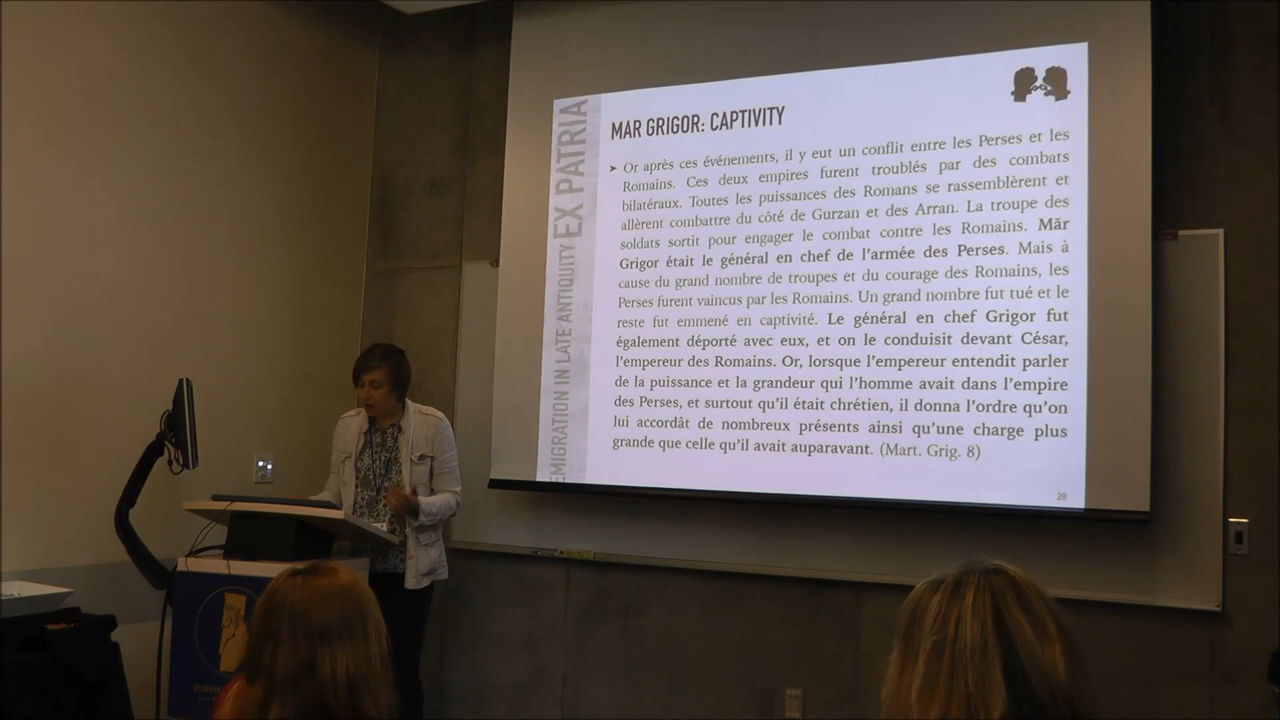 EMIGRATION IN LATE ANTIQUITY EX PATRIA
MAR GRIGOR: CAPTIVITY
➤ Or après ces événements, il y eut un conflit entre les Perses et les
Romains. Ces deux empires furent troublés par des combats
bilatéraux. Toutes les puissances des Romans se rassemblèrent et
allèrent combattre du côté de Gurzan et des Arran. La troupe des
soldats sortit pour engager le combat contre les Romains. Mār
Grigor était le général en chef de l'armée des Perses. Mais à
cause du grand nombre de troupes et du courage des Romains, les
Perses furent vaincus par les Romains. Un grand nombre fut tué et le
reste fut emmené en captivité. Le général en chef Grigor fut
également déporté avec eux, et on le conduisit devant César,
l'empereur des Romains. Or, lorsque l'empereur entendit parler
de la puissance et la grandeur qui l'homme avait dans l'empire
des Perses, et surtout qu'il était chrétien, il donna l'ordre qu'on
lui accordât de nombreux présents ainsi qu'une charge plus
grande que celle qu'il avait auparavant. (Mart. Grig. 8)
28